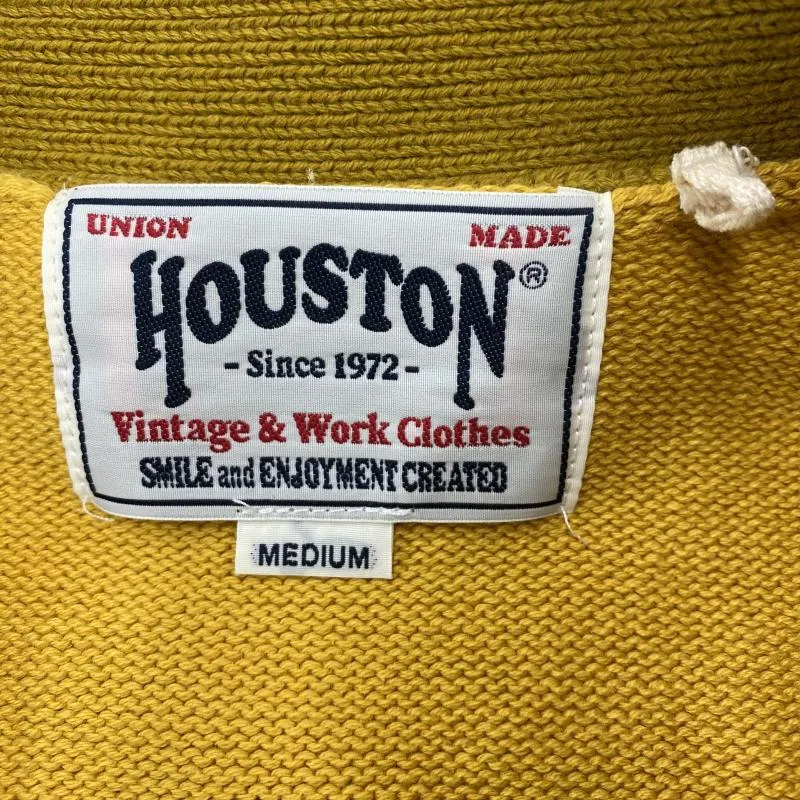 UNION MADE
HOUSTON®
- Since 1972 -
Vintage & Work Clothes
SMILE and ENJOYMENT CREATED
MEDIUM